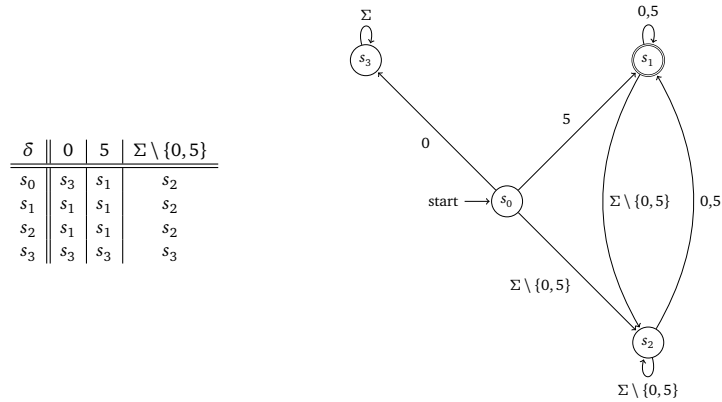 δ 0 5 Σ \ {0, 5}
s₀ s₃ s₁ s₂
s₁ s₁ s₁ s₂
s₂ s₁ s₁ s₂
s₃ s₃ s₃ s₃
Σ
0,5
s₃
s₁
5
0
start
s₀
Σ \ {0, 5}
0,5
Σ \ {0, 5}
s₂
Σ \ {0, 5}